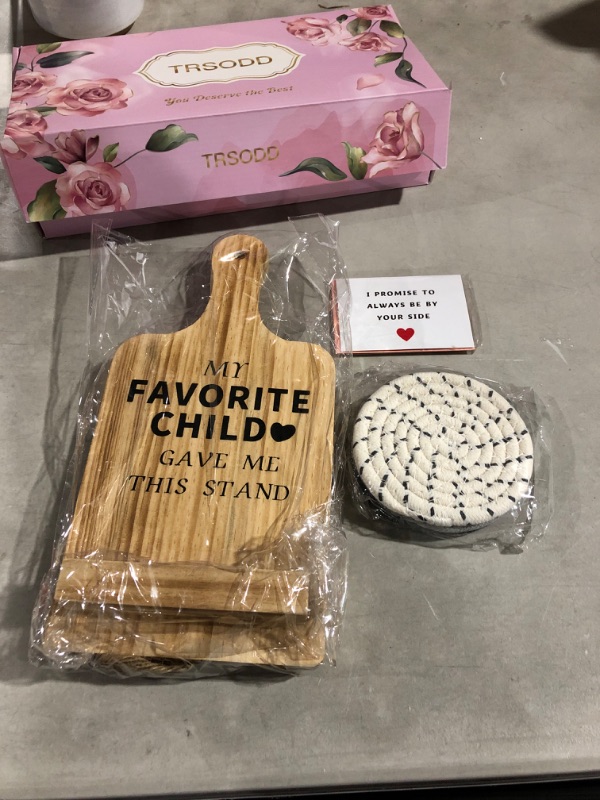 TRSODD
You Deserve the Best
TRSODD
I PROMISE TO
ALWAYS BE BY
YOUR SIDE
MY
FAVORITE
CHILD
GAVE ME
THIS STAND